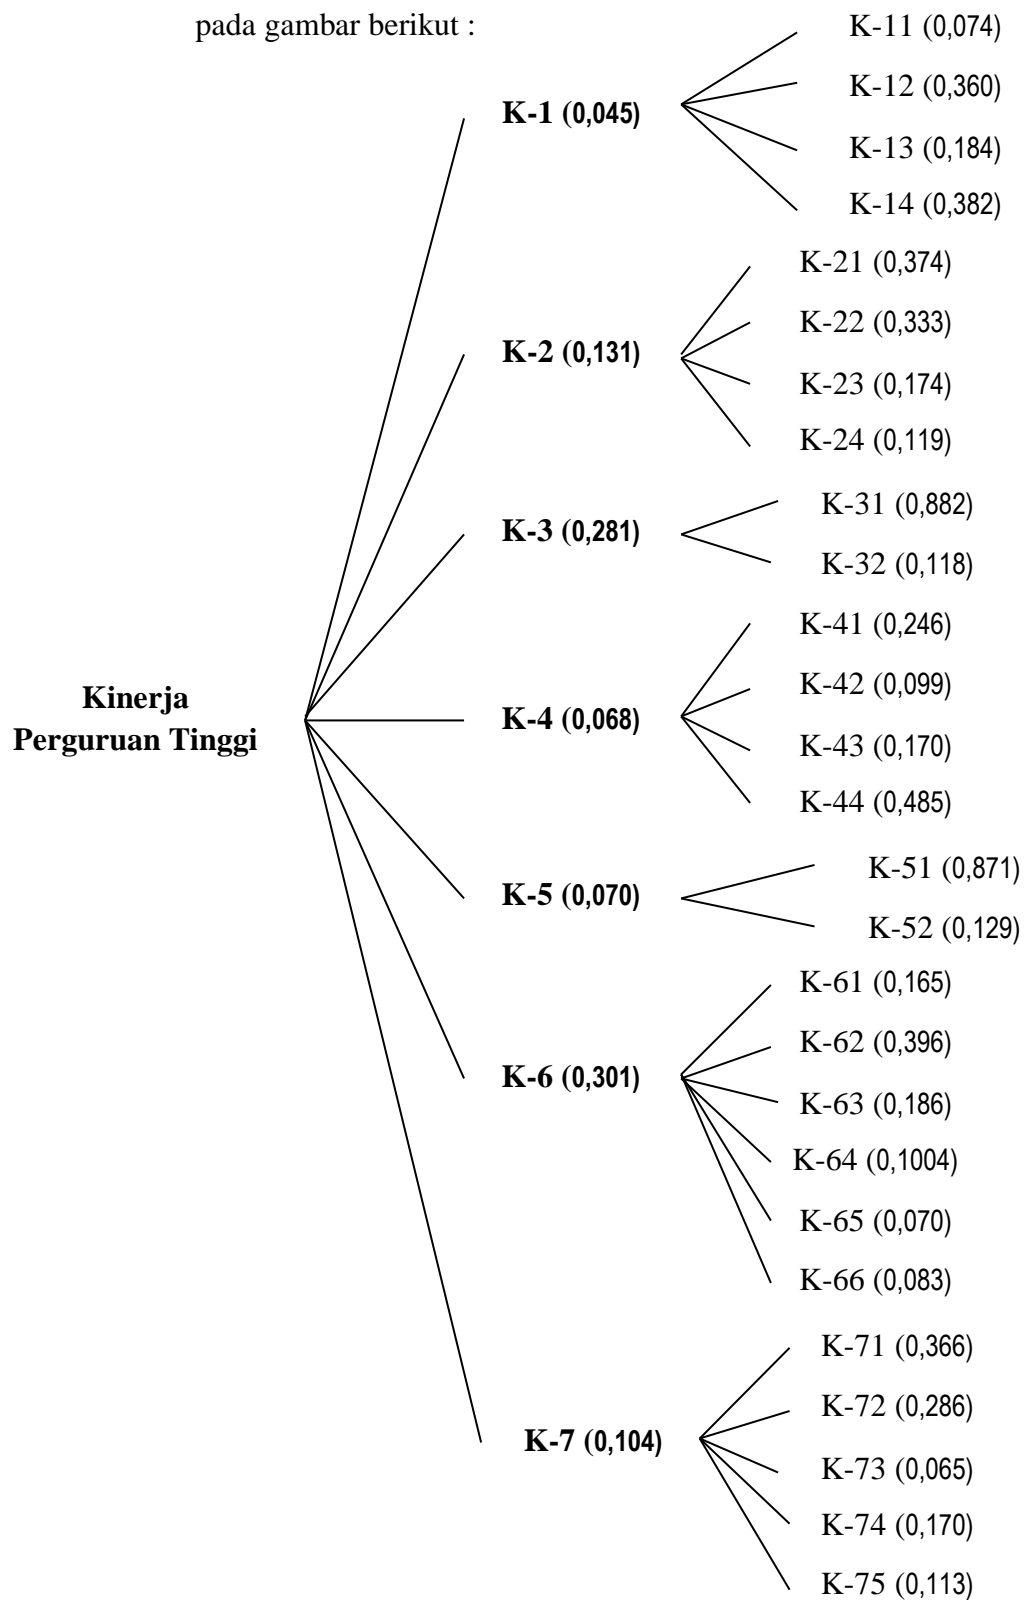 pada gambar berikut :
Kinerja
Perguruan Tinggi
K-1 (0,045)
K-11 (0,074)
K-12 (0,360)
K-13 (0,184)
K-14 (0,382)
K-2 (0,131)
K-21 (0,374)
K-22 (0,333)
K-23 (0,174)
K-24 (0,119)
K-3 (0,281)
K-31 (0,882)
K-32 (0,118)
K-4 (0,068)
K-41 (0,246)
K-42 (0,099)
K-43 (0,170)
K-44 (0,485)
K-5 (0,070)
K-51 (0,871)
K-52 (0,129)
K-6 (0,301)
K-61 (0,165)
K-62 (0,396)
K-63 (0,186)
K-64 (0,1004)
K-65 (0,070)
K-66 (0,083)
K-7 (0,104)
K-71 (0,366)
K-72 (0,286)
K-73 (0,065)
K-74 (0,170)
K-75 (0,113)